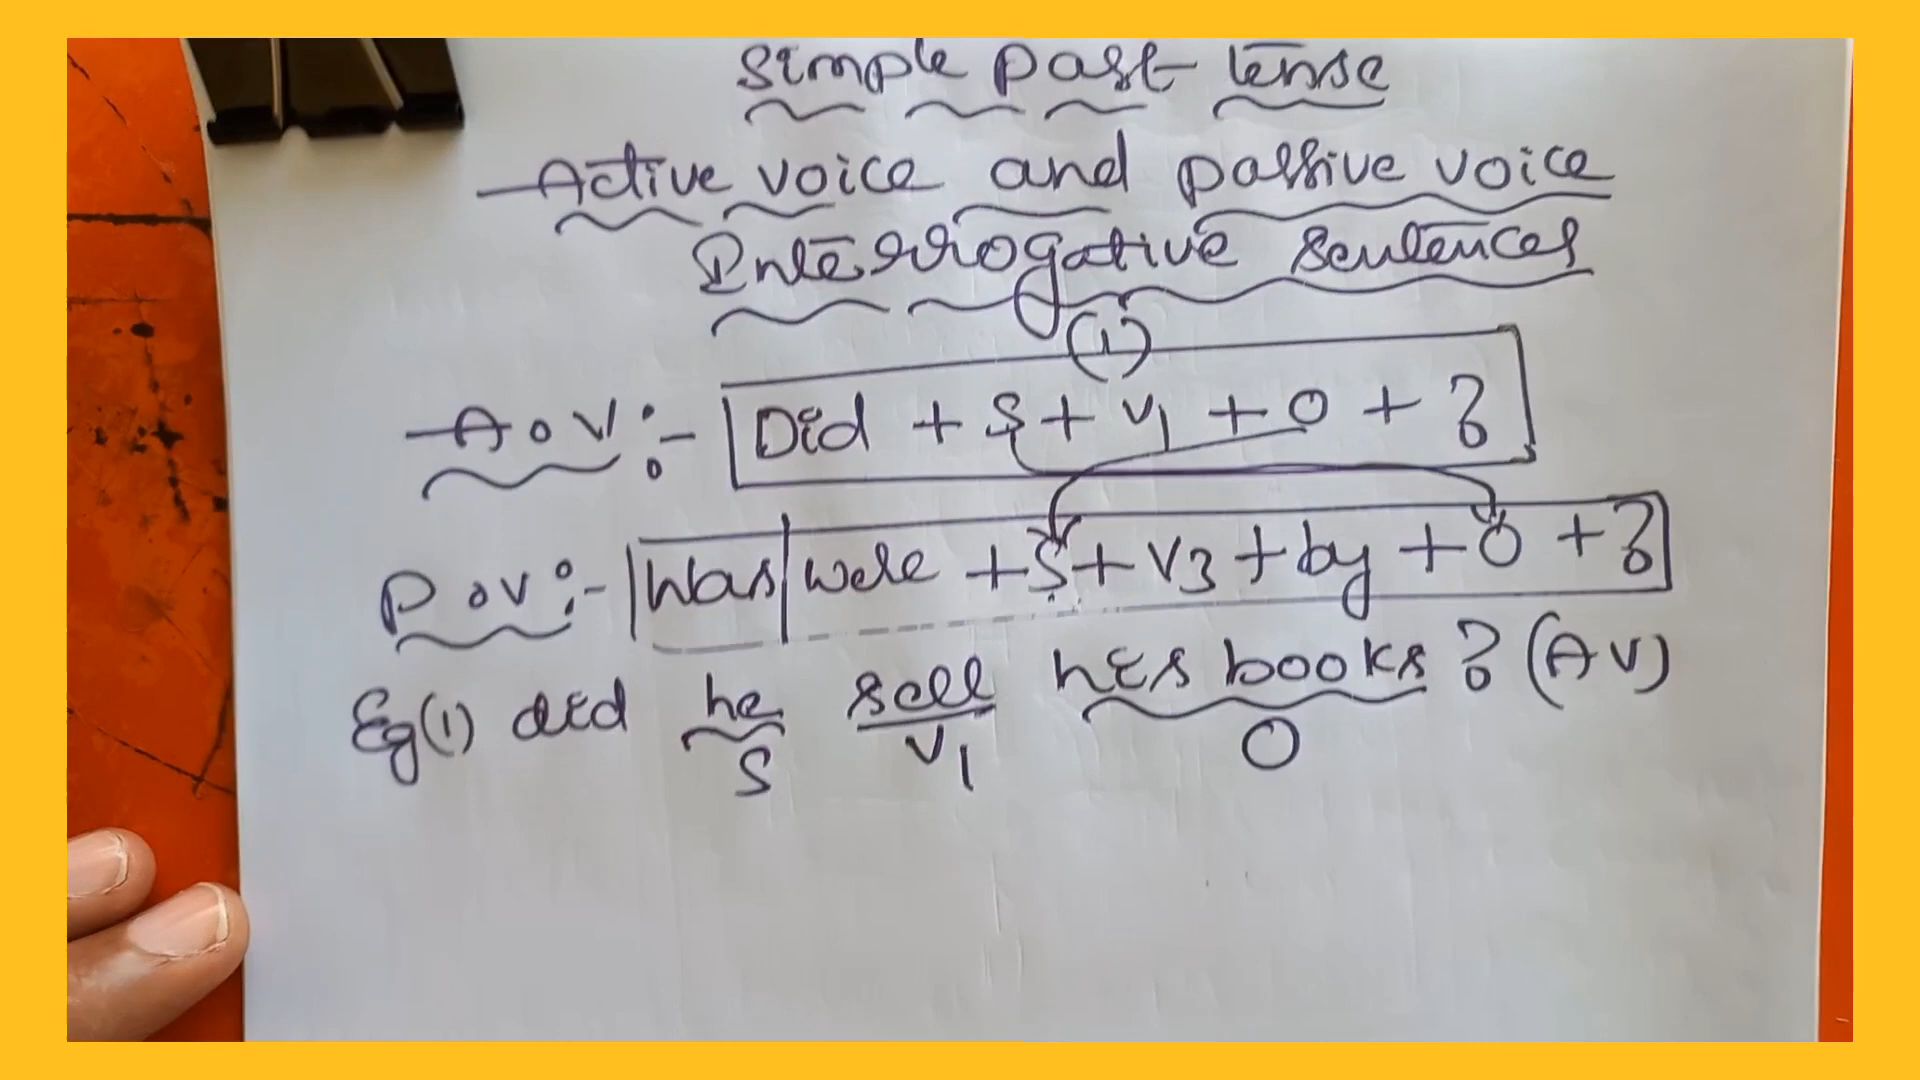 Simple past tense
Active voice and passive voice
Interrogative sentences
(1)
A.V:- Did + S + V1 + O + ?
P.V:- Was/were + S + V3 + by + O + ?
Eg(1) did he sell his books? (AV)
S V1 O